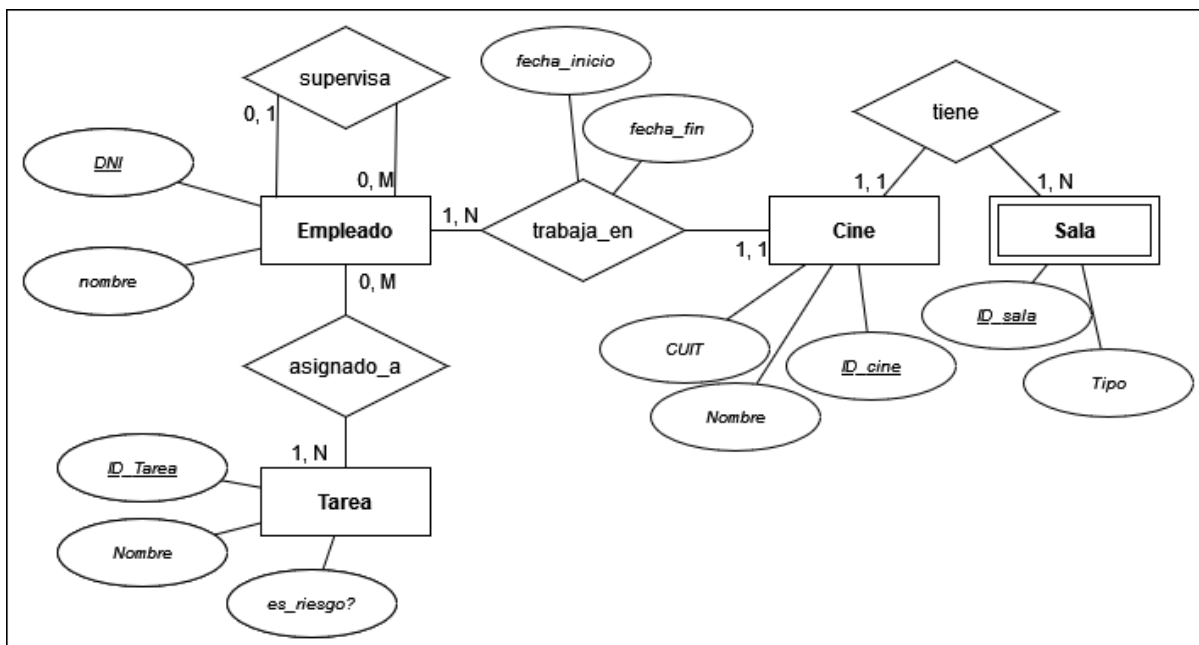 supervisa
0, 1
0, M
fecha_inicio
fecha_fin
tiene
DNI
nombre
Empleado
1, N
trabaja_en
1, 1
Cine
1, 1
1, N
Sala
0, M
asignado_a
1, N
CUIT
Nombre
ID_cine
ID_sala
Tipo
ID_Tarea
Nombre
Tarea
es_riesgo?